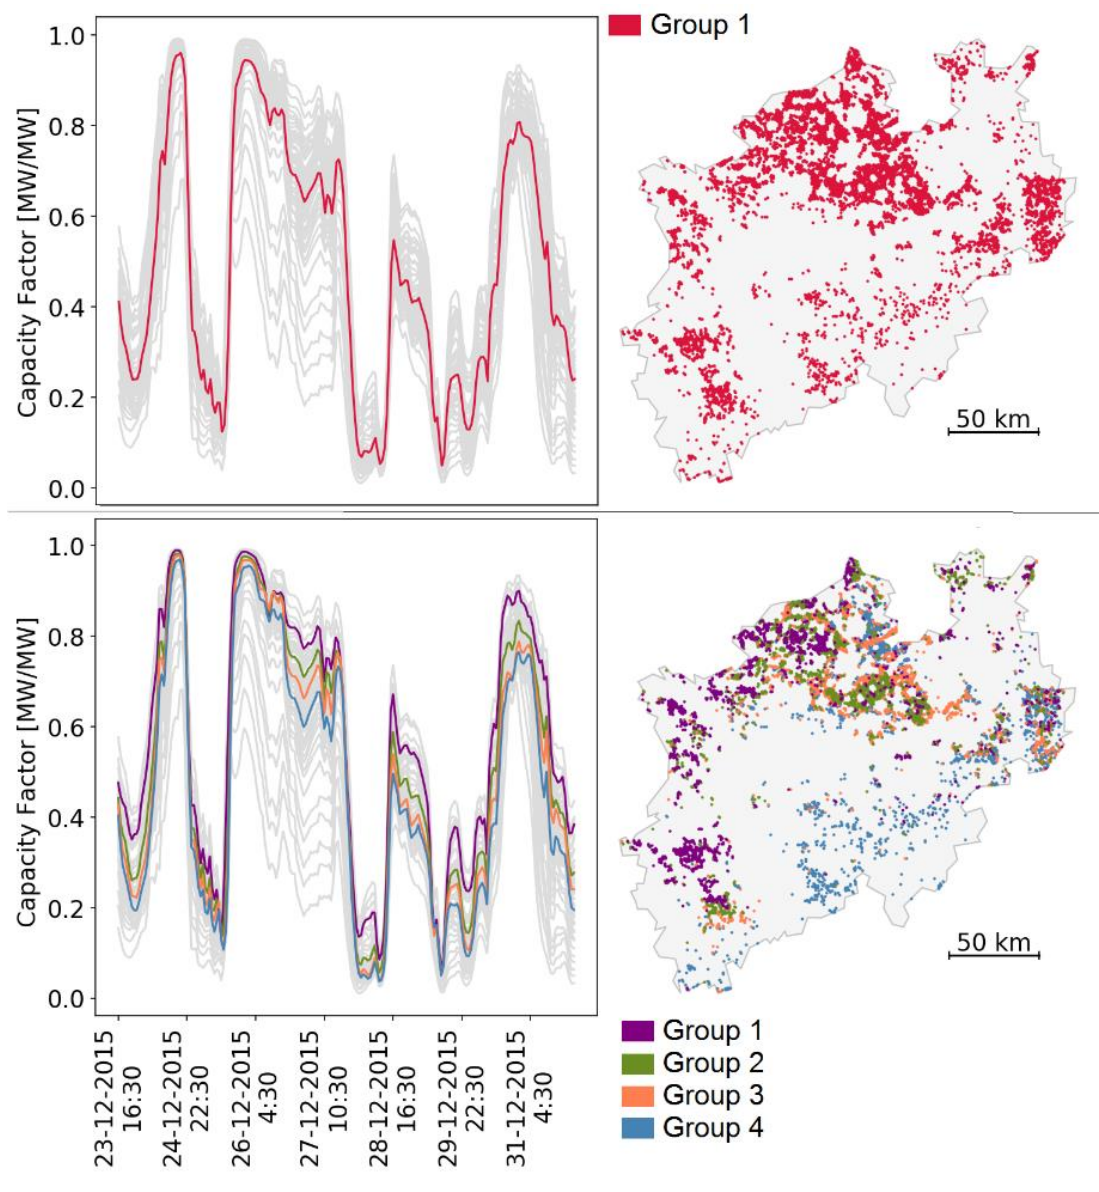 Group 1
1.0
0.8
0.6
0.4
0.2
0.0
Capacity Factor [MW/MW]
50 km
1.0
0.8
0.6
0.4
0.2
0.0
Capacity Factor [MW/MW]
50 km
23-12-2015
16:30
24-12-2015
22:30
26-12-2015
4:30
27-12-2015
10:30
28-12-2015
16:30
29-12-2015
22:30
31-12-2015
4:30
Group 1
Group 2
Group 3
Group 4